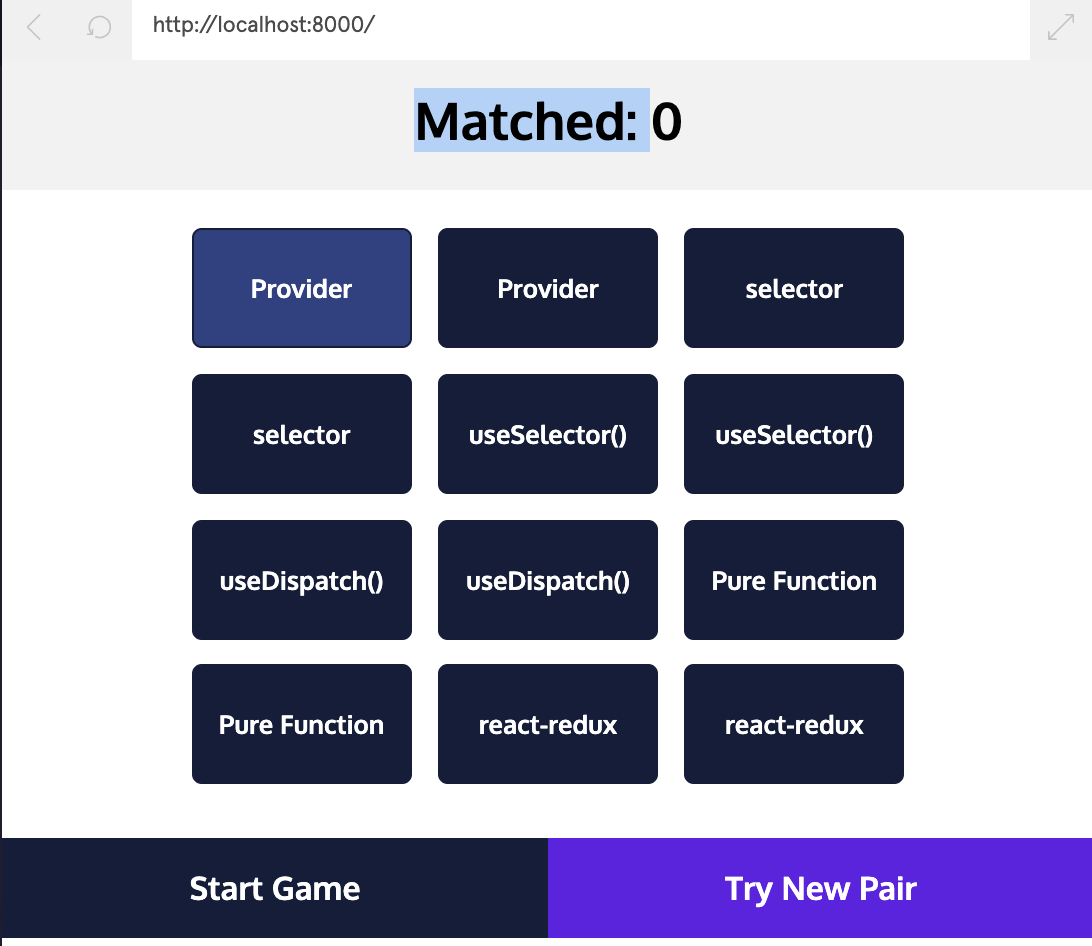 http://localhost:8000/
Matched: 0
Provider Provider selector
selector useSelector() useSelector()
useDispatch() useDispatch() Pure Function
Pure Function react-redux react-redux
Start Game Try New Pair